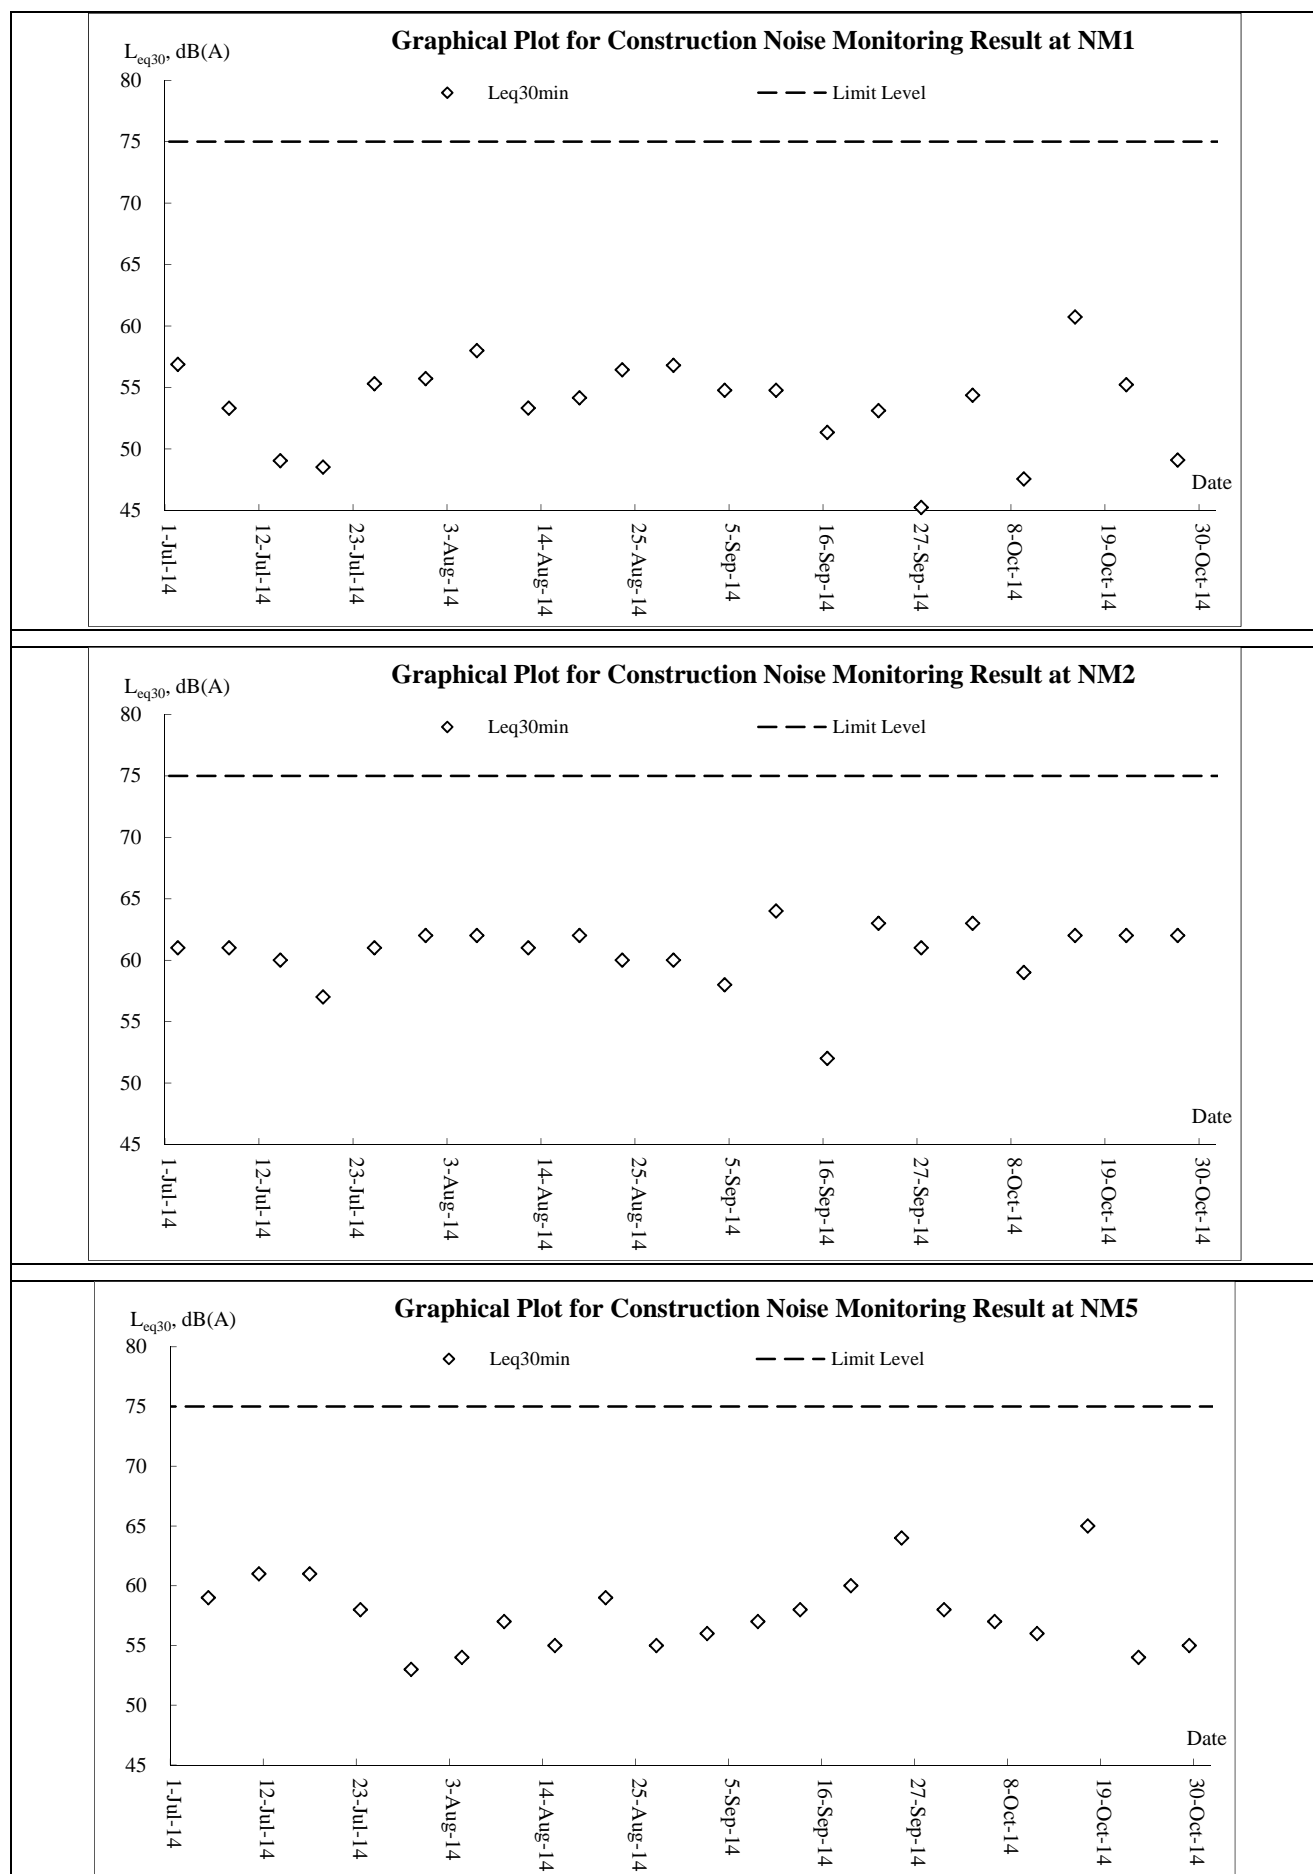 Graphical Plot for Construction Noise Monitoring Result at NM1
Leq30, dB(A)
Leq30min
Limit Level
80
75
70
65
60
55
50
45
Date
1-Jul-14
12-Jul-14
23-Jul-14
3-Aug-14
14-Aug-14
25-Aug-14
5-Sep-14
16-Sep-14
27-Sep-14
8-Oct-14
19-Oct-14
30-Oct-14
Graphical Plot for Construction Noise Monitoring Result at NM2
Leq30, dB(A)
Leq30min
Limit Level
80
75
70
65
60
55
50
45
Date
1-Jul-14
12-Jul-14
23-Jul-14
3-Aug-14
14-Aug-14
25-Aug-14
5-Sep-14
16-Sep-14
27-Sep-14
8-Oct-14
19-Oct-14
30-Oct-14
Graphical Plot for Construction Noise Monitoring Result at NM5
Leq30, dB(A)
Leq30min
Limit Level
80
75
70
65
60
55
50
45
Date
1-Jul-14
12-Jul-14
23-Jul-14
3-Aug-14
14-Aug-14
25-Aug-14
5-Sep-14
16-Sep-14
27-Sep-14
8-Oct-14
19-Oct-14
30-Oct-14